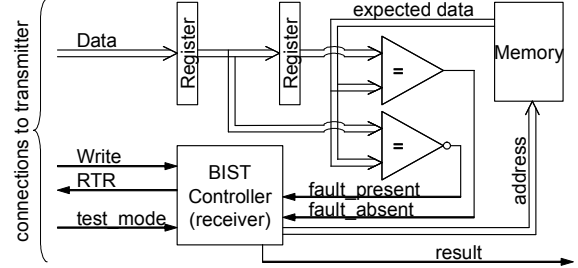 connections to transmitter
expected data
Data
Register
Register
=
=
Memory
address
Write
RTR
test_mode
BIST
Controller
(receiver)
fault_present
fault_absent
result